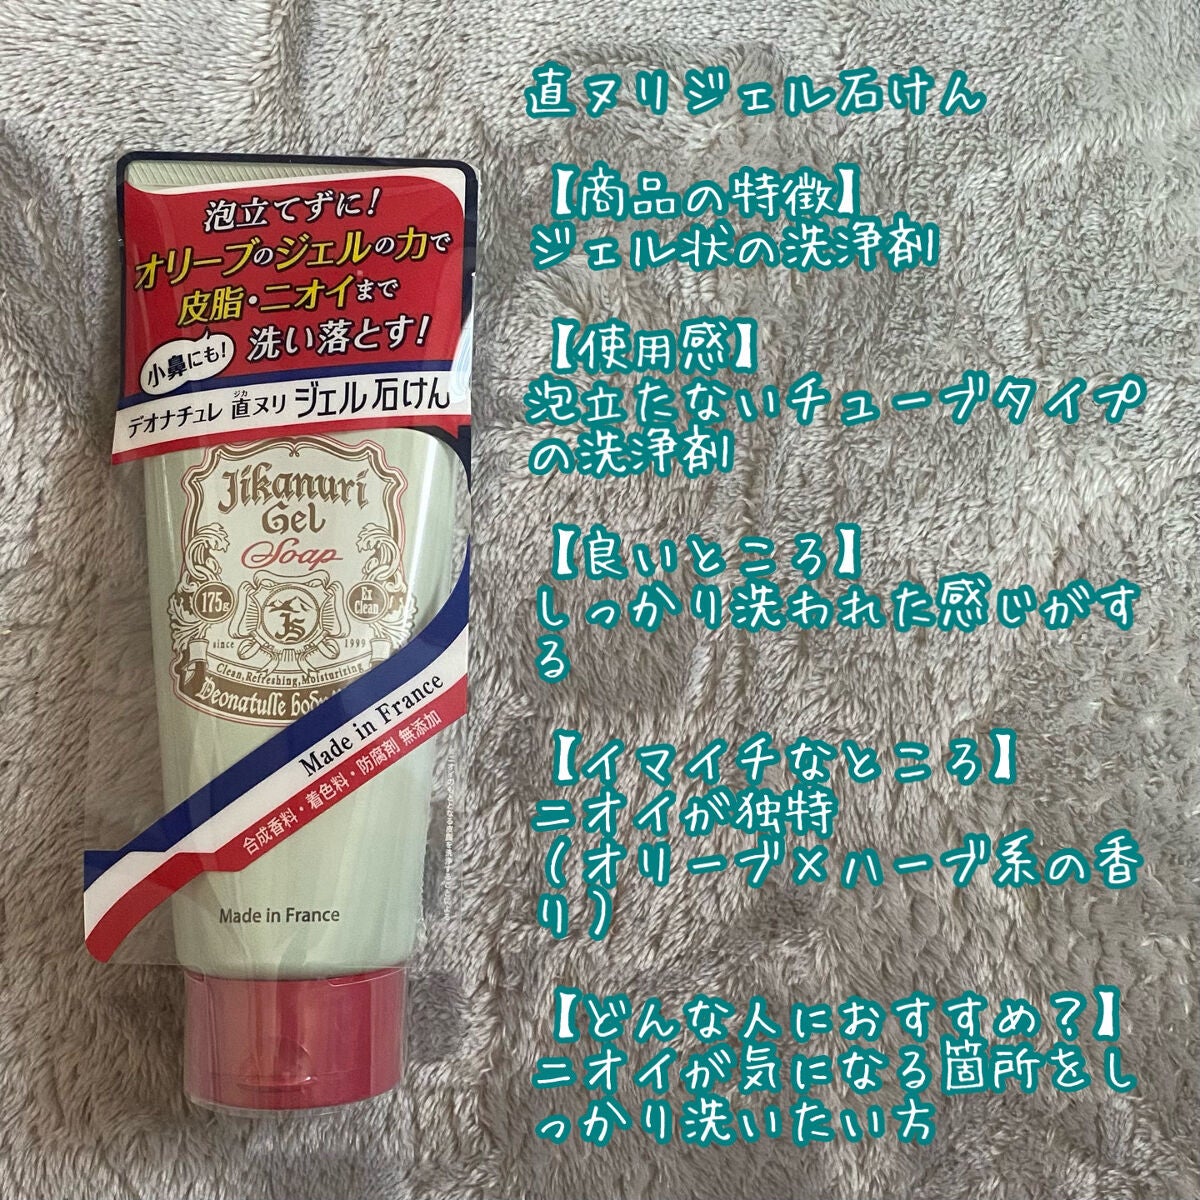 泡立てずに!
オリーブのジェルの力で
皮脂・ニオイまで
小鼻にも!
洗い落とす!
ジカ
デオナチュレ 直ヌリ ジェル石けん
Jikanuri
Gel
Soap
175g
Ex
Clean
JS
since 1999
Clean, Refreshing, Moisturizing
Deonatulle body
Made in France
合成香料・着色料・防腐剤 無添加
Made in France
直ヌリジェル石けん
【商品の特徴】
ジェル状の洗浄剤
【使用感】
泡立たないチューブタイプ
の洗浄剤
【良いところ】
しっかり洗われた感じがす
る
【イマイチなところ】
ニオイが独特
(オリーブ×ハーブ系の香
り)
【どんな人におすすめ?】
ニオイが気になる箇所をし
っかり洗いたい方